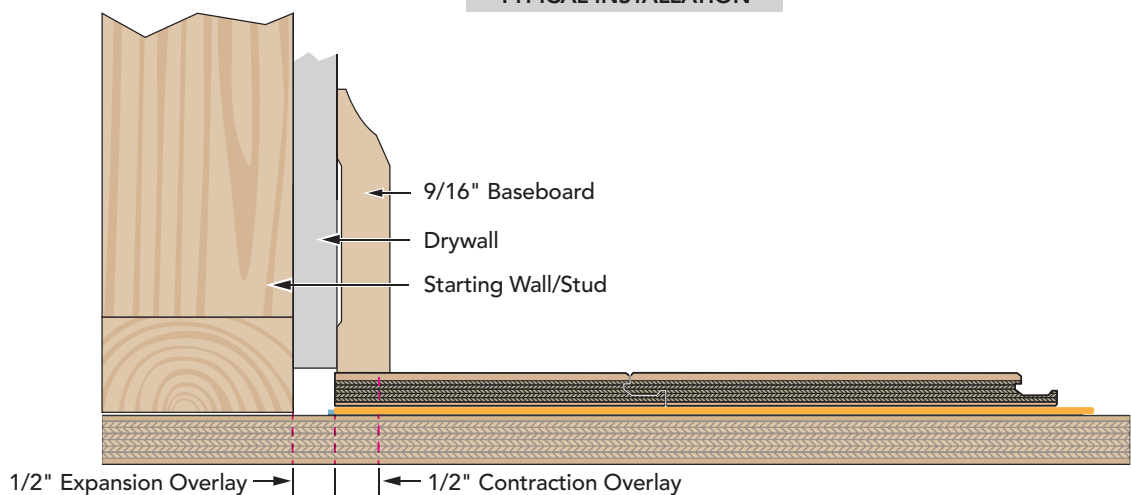 TYPICAL INSTALLATION
9/16" Baseboard
Drywall
Starting Wall/Stud
1/2" Expansion Overlay
1/2" Contraction Overlay